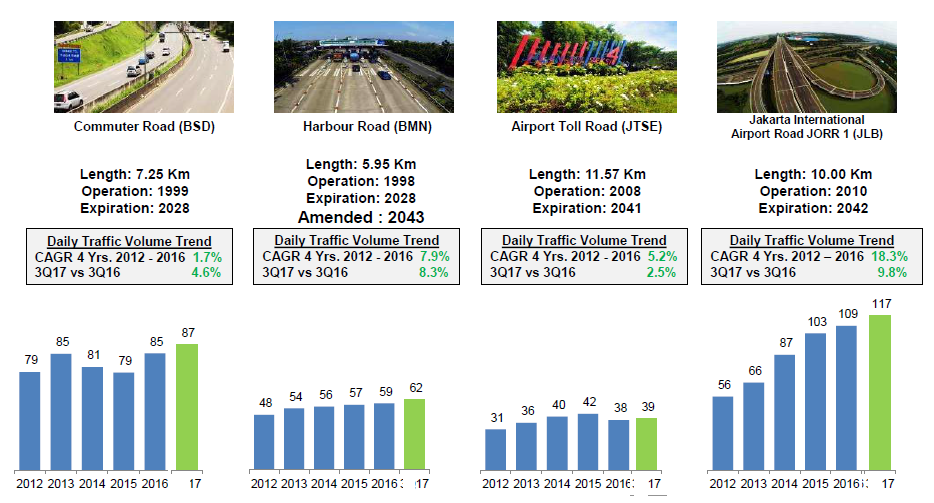 Commuter Road (BSD)
Length: 7.25 Km
Operation: 1999
Expiration: 2028
Daily Traffic Volume Trend
CAGR 4 Yrs. 2012 - 2016 1.7%
3Q17 vs 3Q16 4.6%
79
85
81
79
85
87
2012 2013 2014 2015 2016 17
Harbour Road (BMN)
Length: 5.95 Km
Operation: 1998
Expiration: 2028
Amended : 2043
Daily Traffic Volume Trend
CAGR 4 Yrs. 2012 - 2016 7.9%
3Q17 vs 3Q16 8.3%
48
54
56
57
59
62
2012 2013 2014 2015 2016 17
Airport Toll Road (JTSE)
Length: 11.57 Km
Operation: 2008
Expiration: 2041
Daily Traffic Volume Trend
CAGR 4 Yrs. 2012 - 2016 5.2%
3Q17 vs 3Q16 2.5%
31
36
40
42
38
39
2012 2013 2014 2015 2016 17
Jakarta International
Airport Road JORR 1 (JLB)
Length: 10.00 Km
Operation: 2010
Expiration: 2042
Daily Traffic Volume Trend
CAGR 4 Yrs. 2012 – 2016 18.3%
3Q17 vs 3Q16 9.8%
56
66
87
103
109
117
2012 2013 2014 2015 2016 17